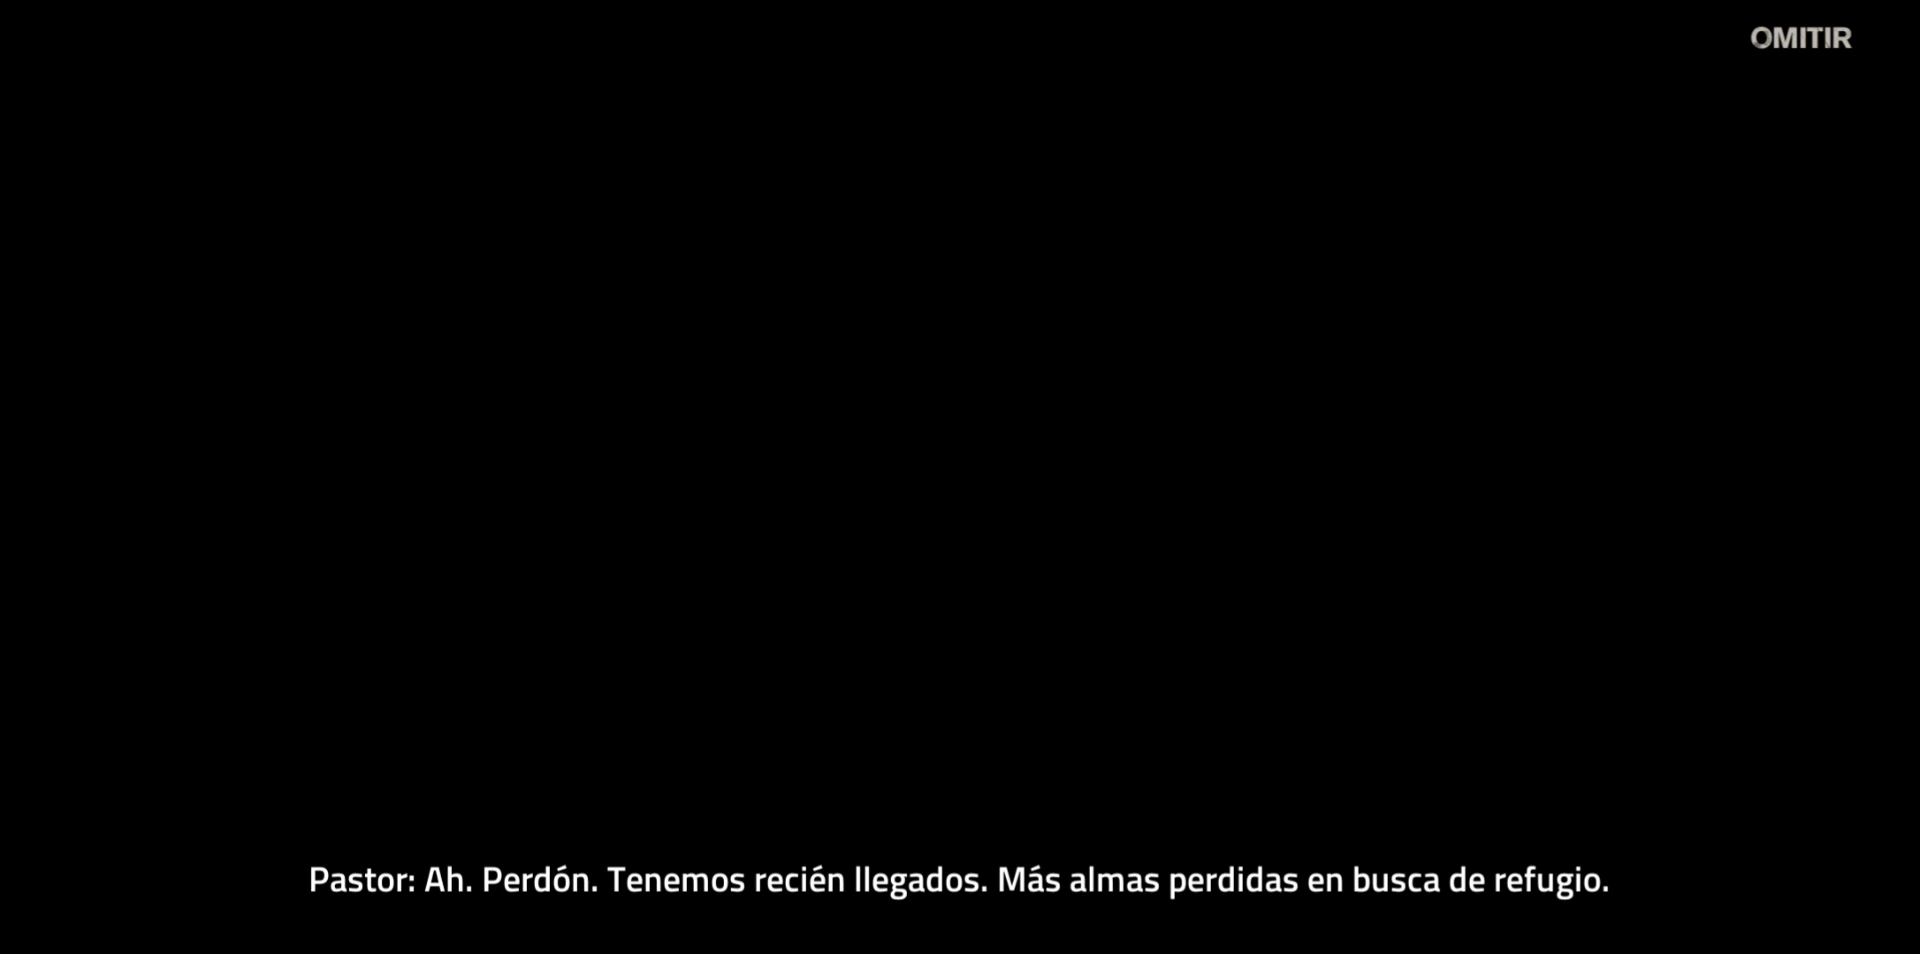 OMITIR
Pastor: Ah. Perdón. Tenemos recién llegados. Más almas perdidas en busca de refugio.